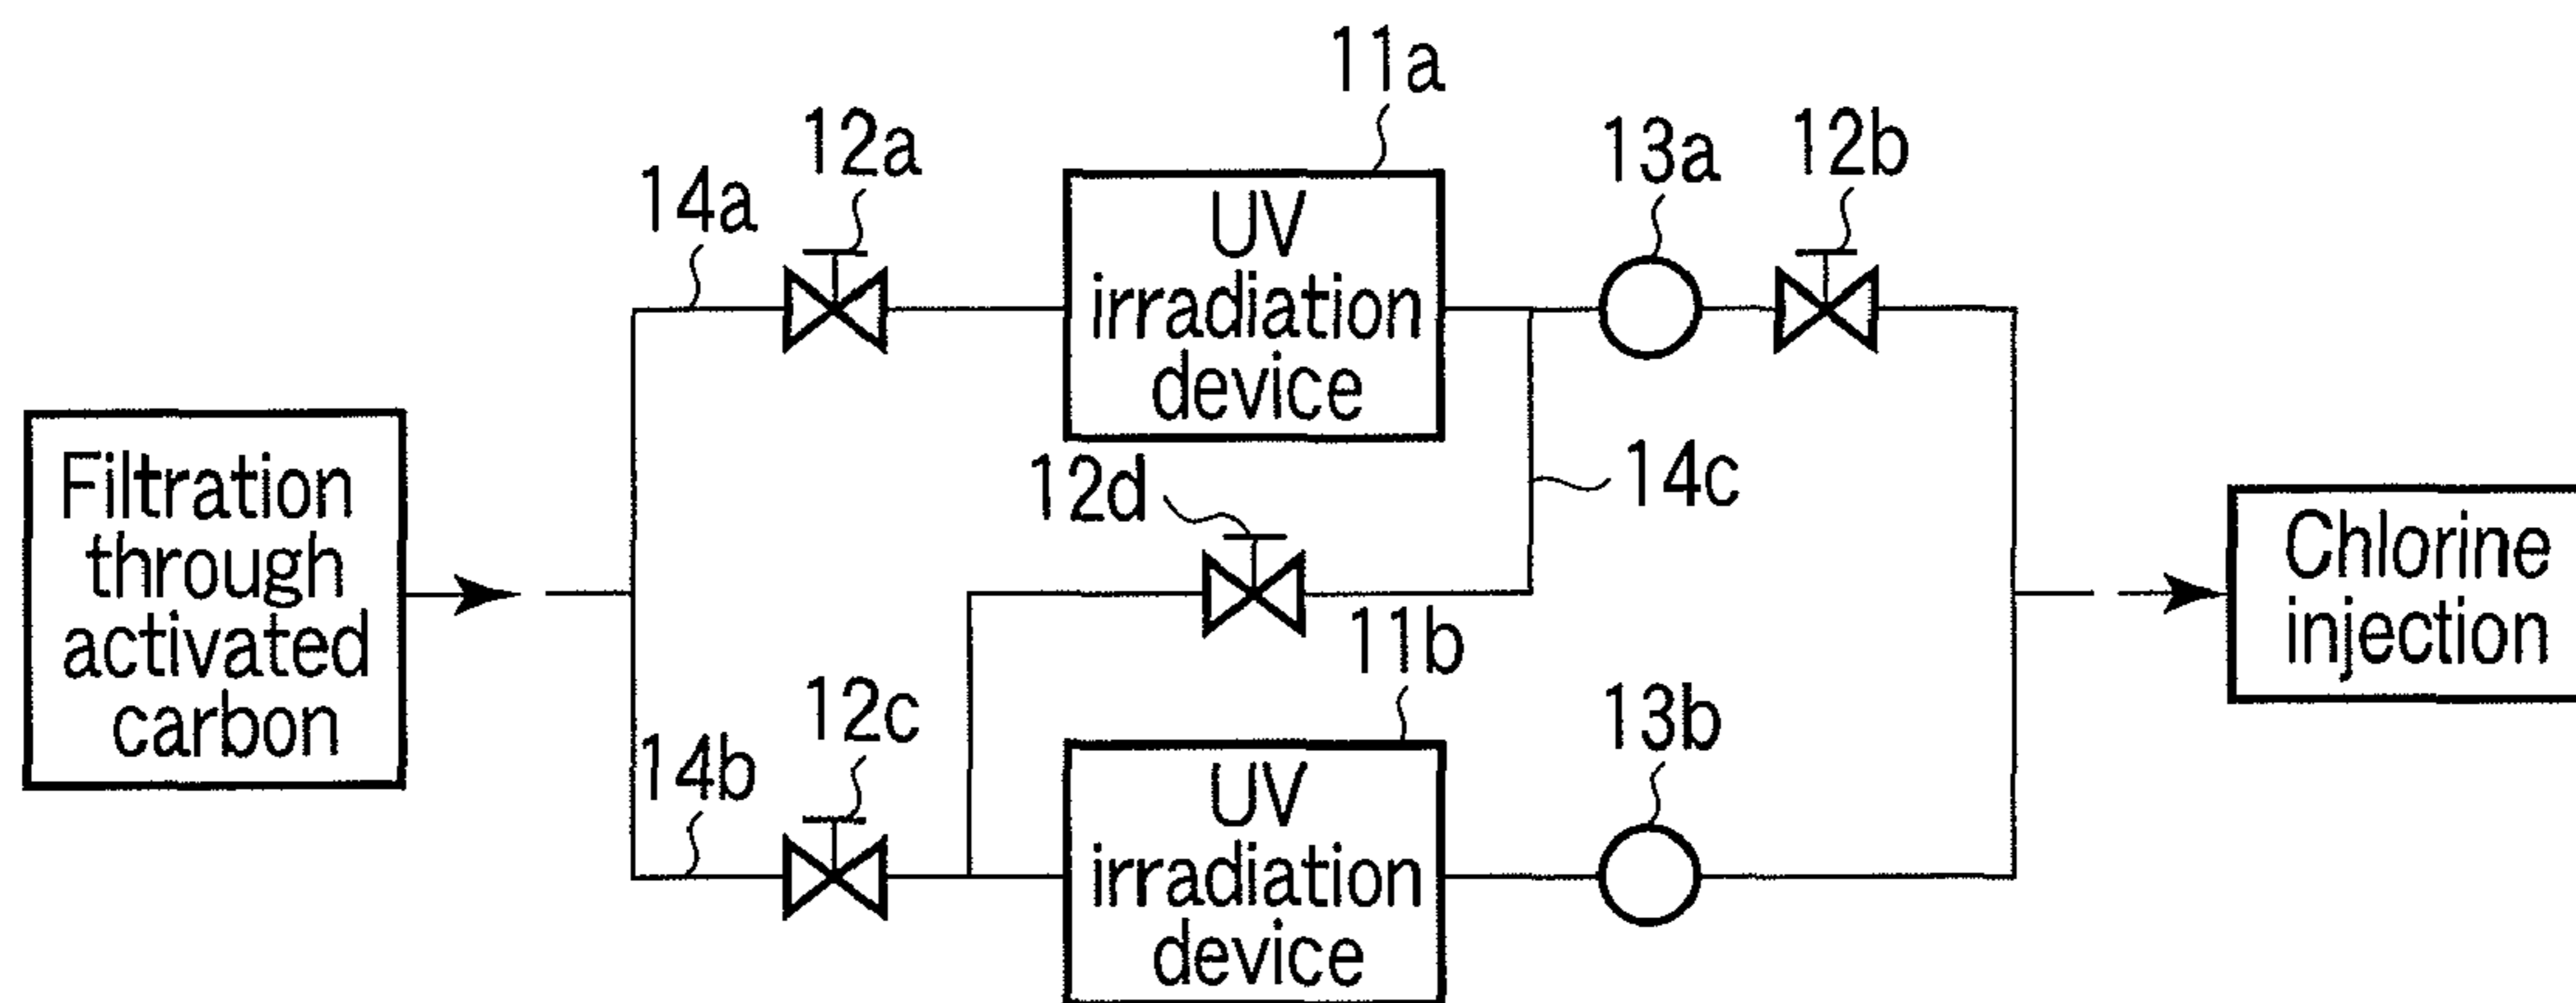 11a
12a
13a
12b
14a
UV
irradiation
device
Filtration
through
activated
carbon
12d
14c
Chlorine
injection
11b
12c
13b
14b
UV
irradiation
device